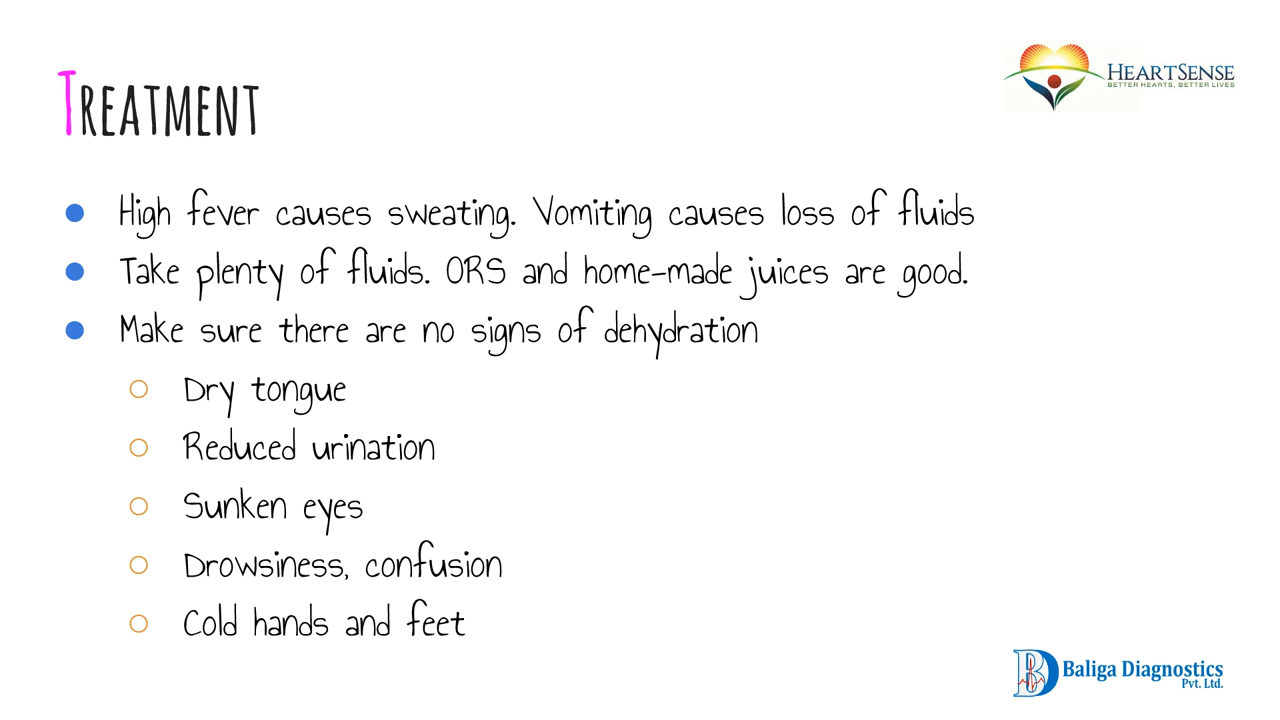 TREATMENT
HEARTSENSE
BETTER HEARTS, BETTER LIVES
High fever causes sweating. Vomiting causes loss of fluids
Take plenty of fluids. ORS and home-made juices are good.
Make sure there are no signs of dehydration
Dry tongue
Reduced urination
Sunken eyes
Drowsiness, confusion
Cold hands and feet
Baliga Diagnostics
Pvt. Ltd.